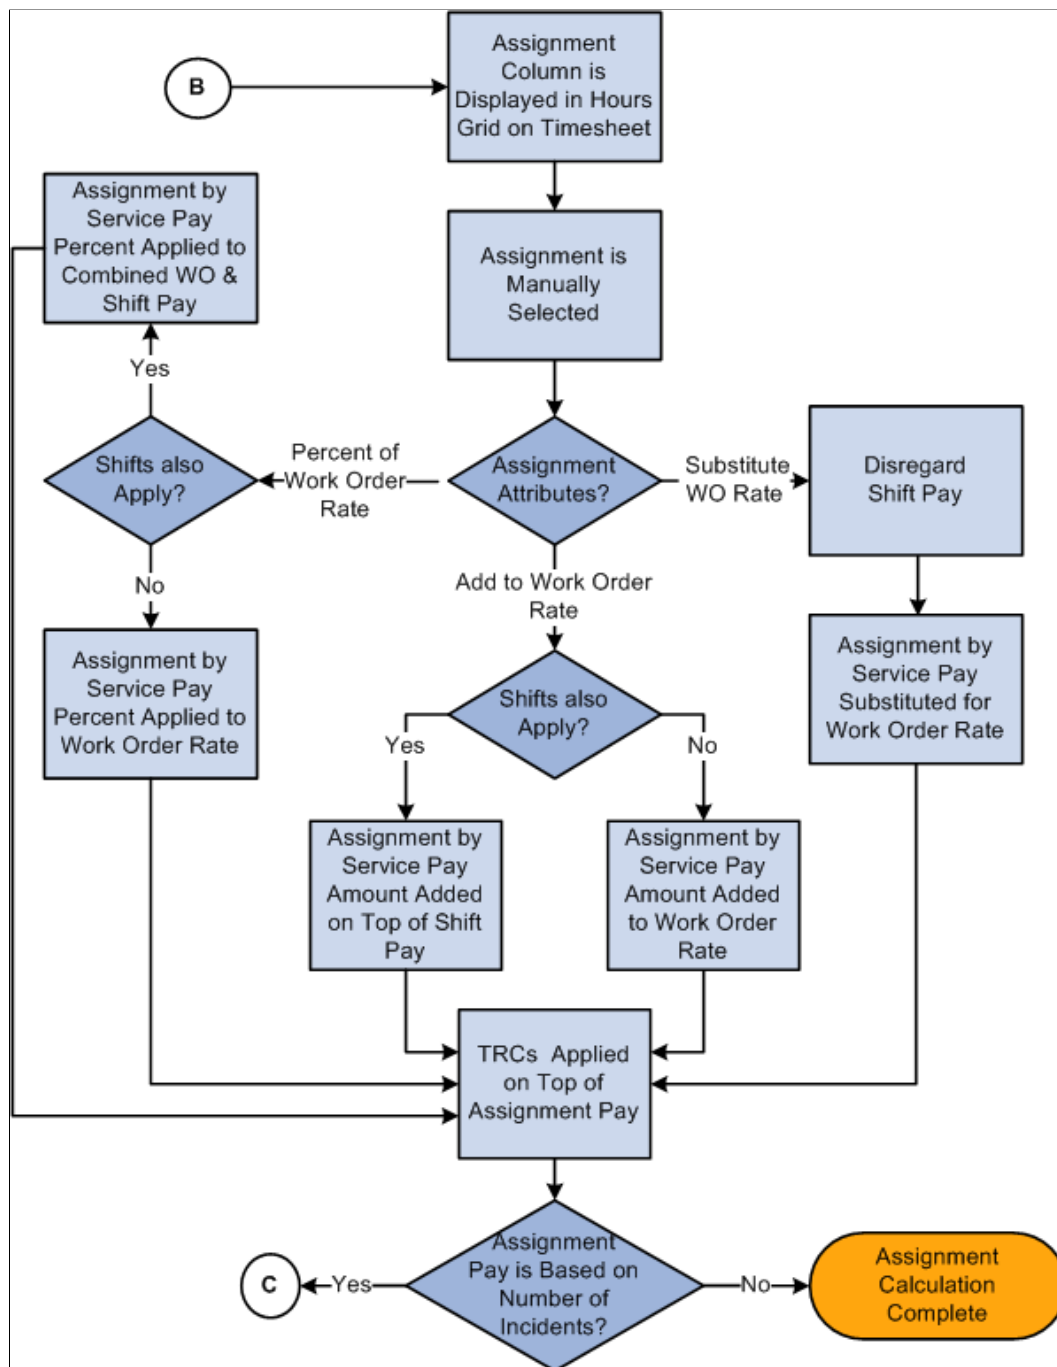 B
Assignment
Column is
Displayed in Hours
Grid on Timesheet
Assignment by
Service Pay
Percent Applied to
Combined WO &
Shift Pay
Assignment is
Manually
Selected
Yes
Shifts also
Apply?
Percent of
Work Order
Rate
Assignment
Attributes?
Substitute
WO Rate
Disregard
Shift Pay
No
Add to Work Order
Rate
Assignment by
Service Pay
Percent Applied to
Work Order Rate
Shifts also
Apply?
Assignment by
Service Pay
Substituted for
Work Order Rate
Yes
No
Assignment by
Service Pay
Amount Added
on Top of Shift
Pay
Assignment by
Service Pay
Amount Added
to Work Order
Rate
TRCs Applied
on Top of
Assignment Pay
C
Yes
Assignment
Pay is Based on
Number of
Incidents?
No
Assignment
Calculation
Complete